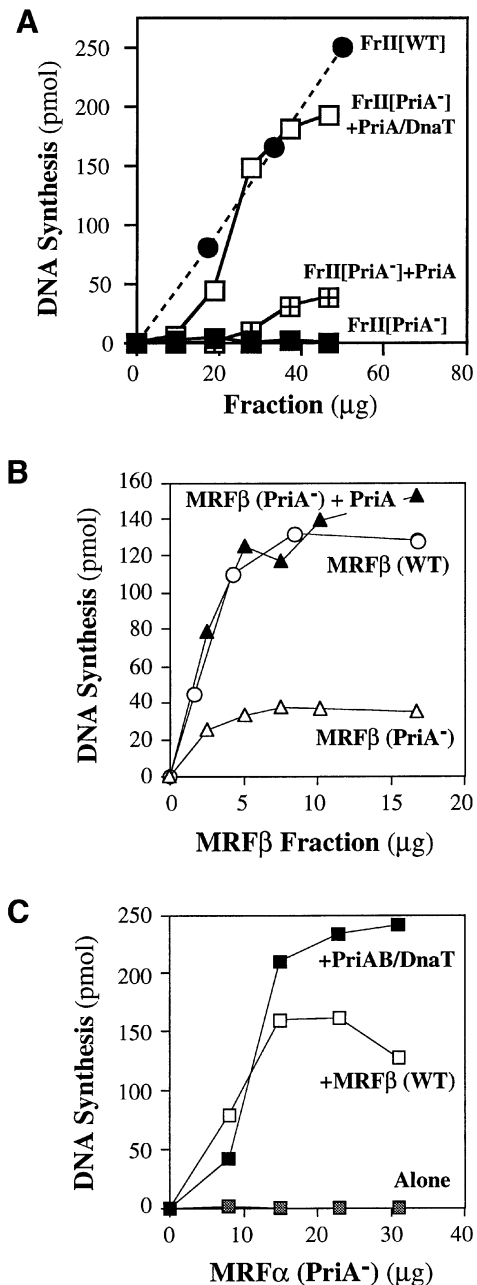 A
DNA Synthesis (pmol)
250
200
150
100
50
0
FrII[WT]
FrII[PriA⁻]
+PriA/DnaT
FrII[PriA⁻]+PriA
FrII[PriA⁻]
0
20
40
60
80
Fraction (μg)
B
DNA Synthesis (pmol)
160
140
120
100
80
60
40
20
0
MRFβ (PriA⁻) + PriA
MRFβ (WT)
MRFβ (PriA⁻)
0
5
10
15
20
MRFβ Fraction (μg)
C
DNA Synthesis (pmol)
250
200
150
100
50
0
+PriAB/DnaT
+MRFβ (WT)
Alone
0
10
20
30
40
MRFα (PriA⁻) (μg)